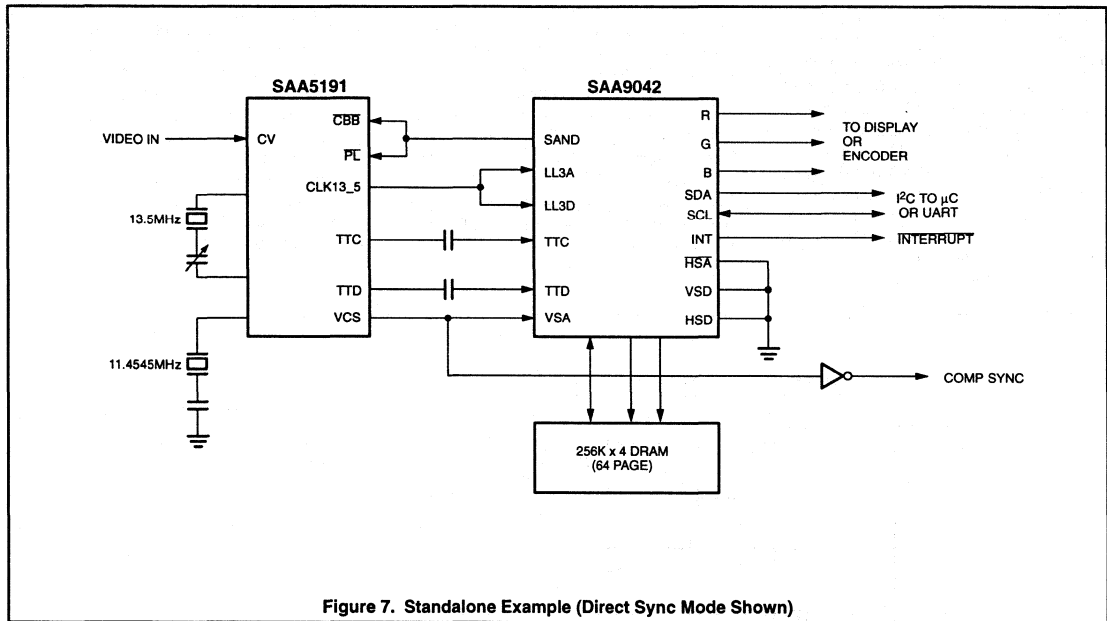 SAA5191
SAA9042
VIDEO IN
CV
CBB
PL
CLK13_5
TTC
TTD
VCS
13.5MHz
11.4545MHz
SAND
LL3A
LL3D
TTC
TTD
VSA
R
G
B
SDA
SCL
INT
HSA
VSD
HSD
TO DISPLAY
OR
ENCODER
I²C TO µC
OR UART
INTERRUPT
COMP SYNC
256K x 4 DRAM
(64 PAGE)
Figure 7. Standalone Example (Direct Sync Mode Shown)